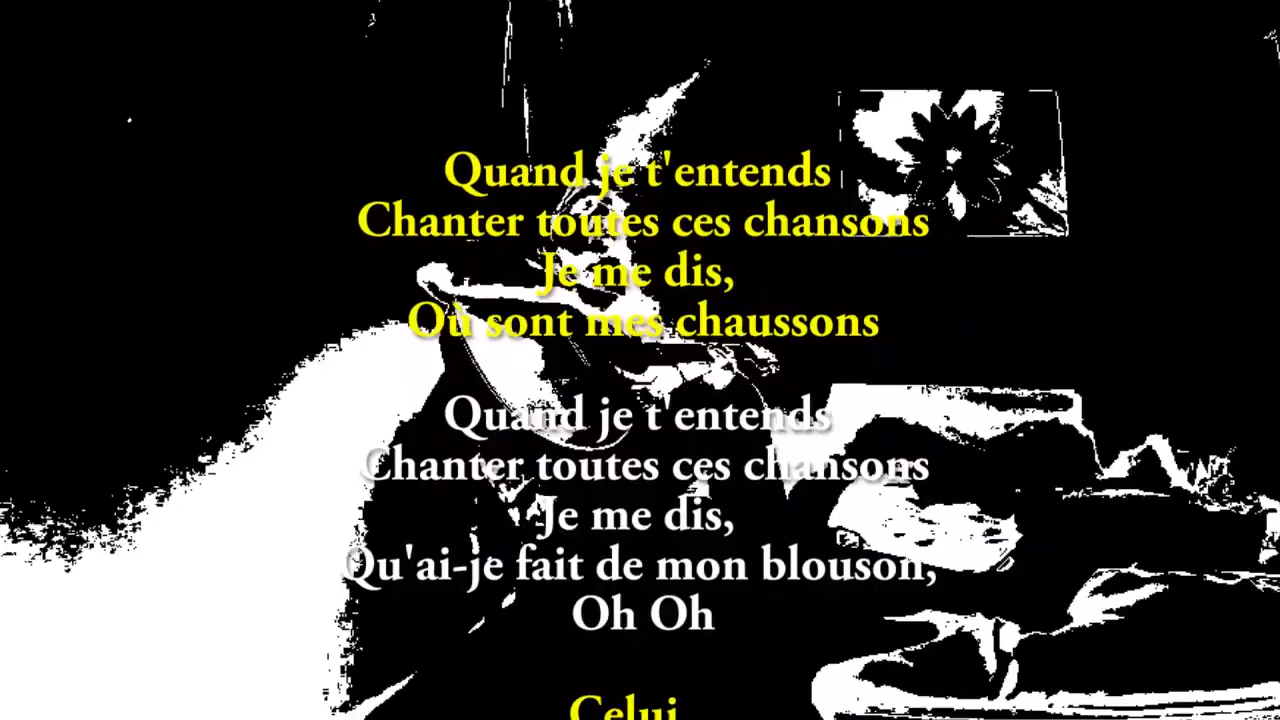 Quand je t'entends
Chanter toutes ces chansons
Je me dis,
Où sont mes chaussons
Quand je t'entends
Chanter toutes ces chansons
Je me dis,
Qu'ai-je fait de mon blouson,
Oh Oh
Celui